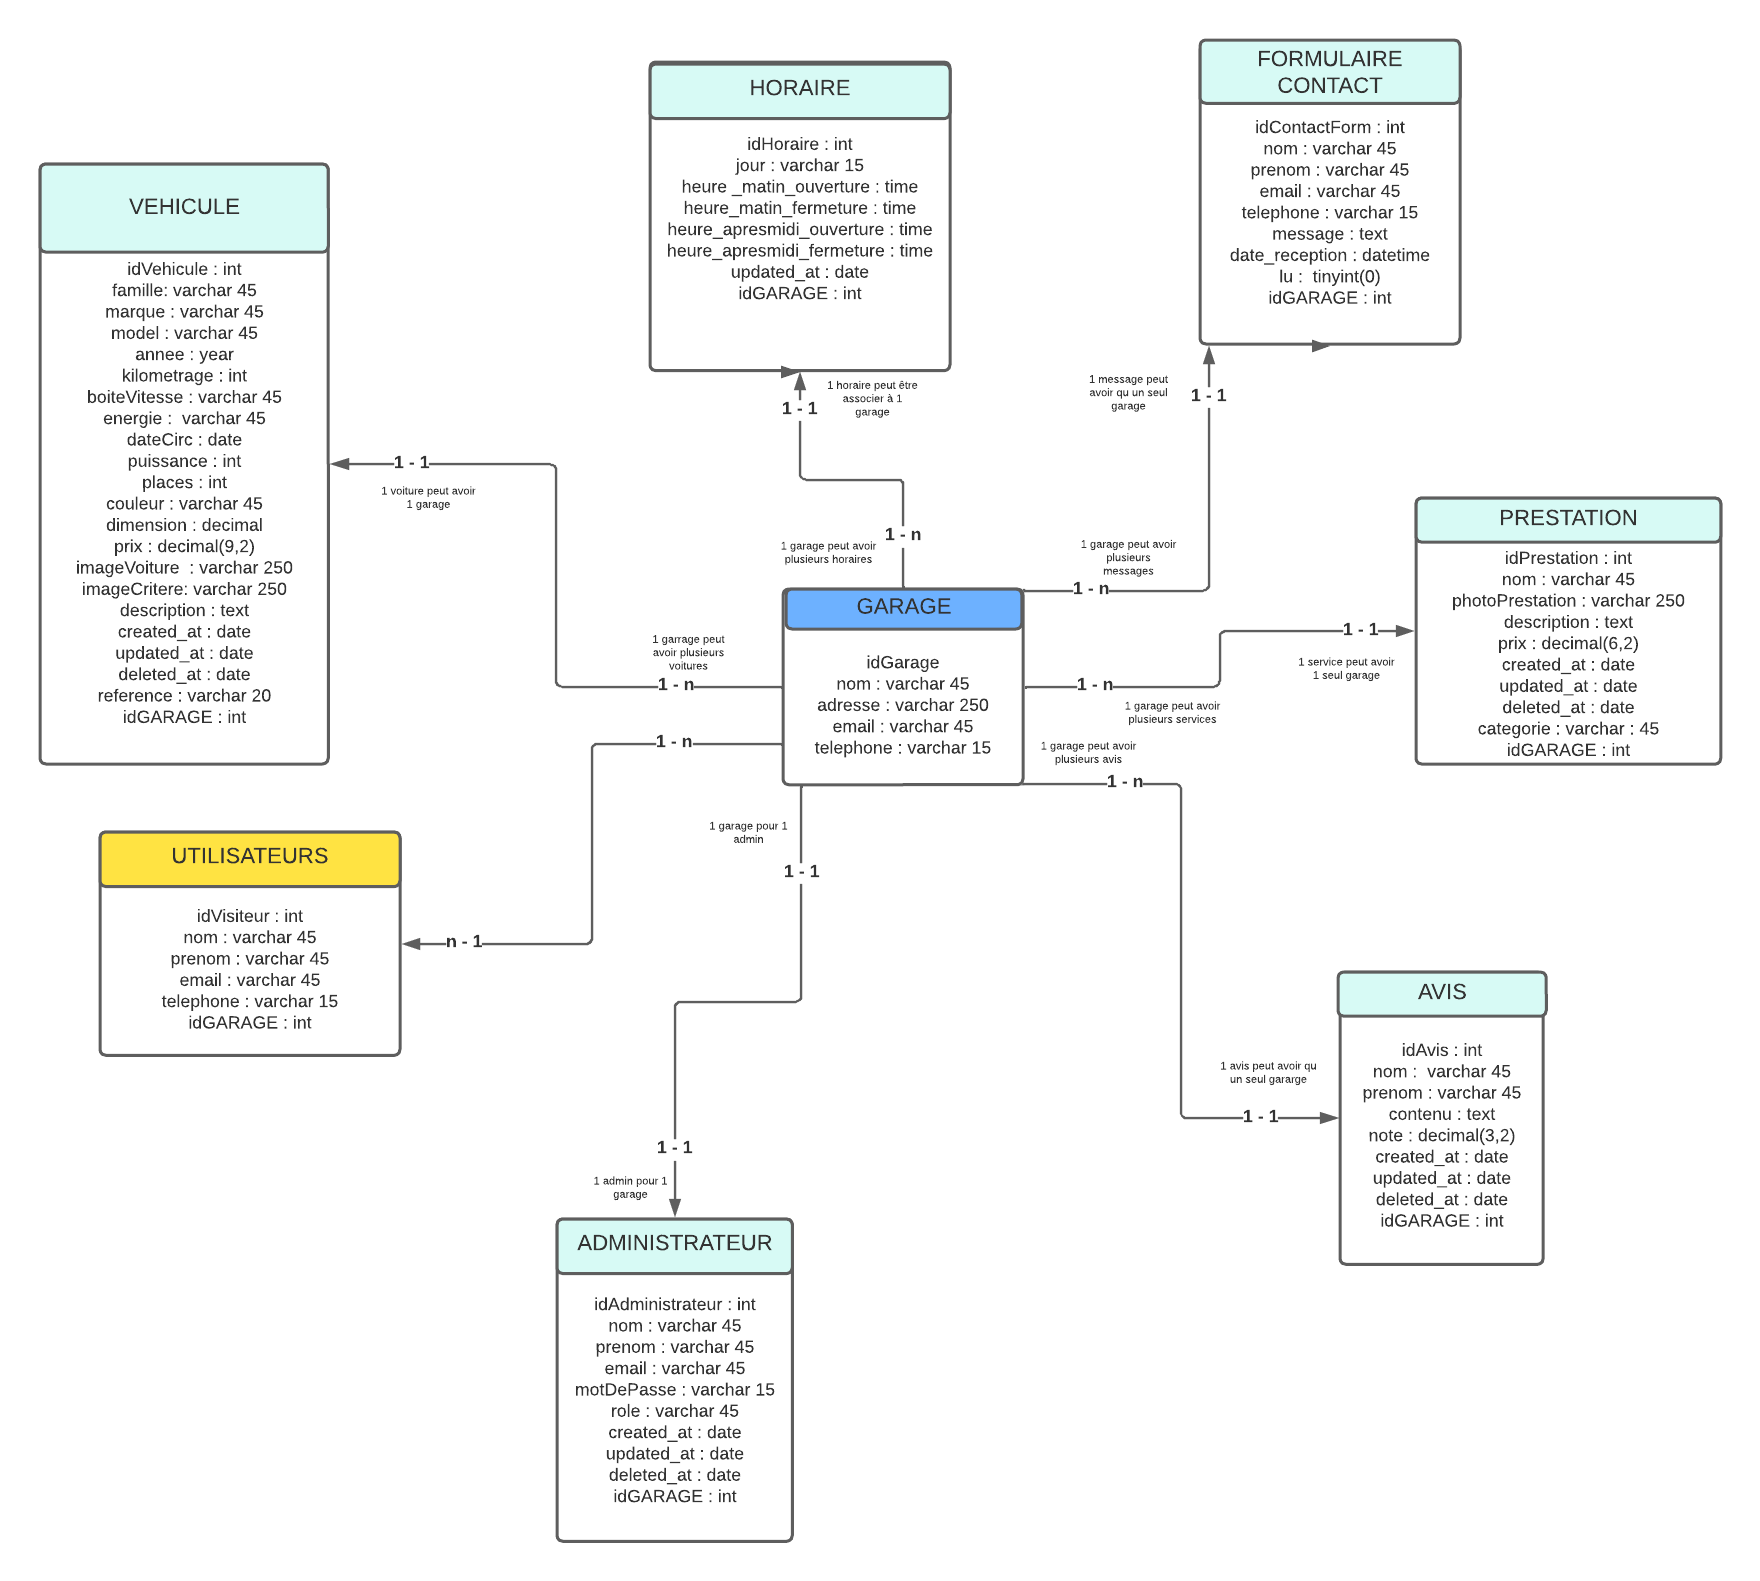 HORAIRE
idHoraire : int
jour : varchar 15
heure _matin_ouverture : time
heure_matin_fermeture : time
heure_apresmidi_ouverture : time
heure_apresmidi_fermeture : time
updated_at : date
idGARAGE : int
FORMULAIRE
CONTACT
idContactForm : int
nom : varchar 45
prenom : varchar 45
email : varchar 45
telephone : varchar 15
message : text
date_reception : datetime
lu :  tinyint(0)
idGARAGE : int
VEHICULE
idVehicule : int
famille: varchar 45
marque : varchar 45
model : varchar 45
annee : year
kilometrage : int
boiteVitesse : varchar 45
energie :  varchar 45
dateCirc : date
puissance : int
places : int
couleur : varchar 45
dimension : decimal
prix : decimal(9,2)
imageVoiture  : varchar 250
imageCritere: varchar 250
description : text
created_at : date
updated_at : date
deleted_at : date
reference : varchar 20
idGARAGE : int
1 - 1
1 horaire peut être
associer à 1
garage
1 message peut
avoir qu un seul
garage
1 - 1
1 - 1
1 voiture peut avoir
1 garage
1 - n
1 garage peut avoir
plusieurs horaires
1 garage peut avoir
plusieurs
messages
1 - n
PRESTATION
idPrestation : int
nom : varchar 45
photoPrestation : varchar 250
description : text
prix : decimal(6,2)
created_at : date
updated_at : date
deleted_at : date
categorie : varchar : 45
idGARAGE : int
GARAGE
idGarage
nom : varchar 45
adresse : varchar 250
email : varchar 45
telephone : varchar 15
1 - 1
1 service peut avoir
1 seul garage
1 garrage peut
avoir plusieurs
voitures
1 - n
1 - n
1 garage peut avoir
plusieurs services
1 - n
1 garage peut avoir
plusieurs avis
1 - n
1 garage pour 1
admin
1 - 1
UTILISATEURS
idVisiteur : int
nom : varchar 45
prenom : varchar 45
email : varchar 45
telephone : varchar 15
idGARAGE : int
n - 1
AVIS
idAvis : int
nom :  varchar 45
prenom : varchar 45
contenu : text
note : decimal(3,2)
created_at : date
updated_at : date
deleted_at : date
idGARAGE : int
1 avis peut avoir qu
un seul gararge
1 - 1
1 - 1
1 admin pour 1
garage
ADMINISTRATEUR
idAdministrateur : int
nom : varchar 45
prenom : varchar 45
email : varchar 45
motDePasse : varchar 15
role : varchar 45
created_at : date
updated_at : date
deleted_at : date
idGARAGE : int